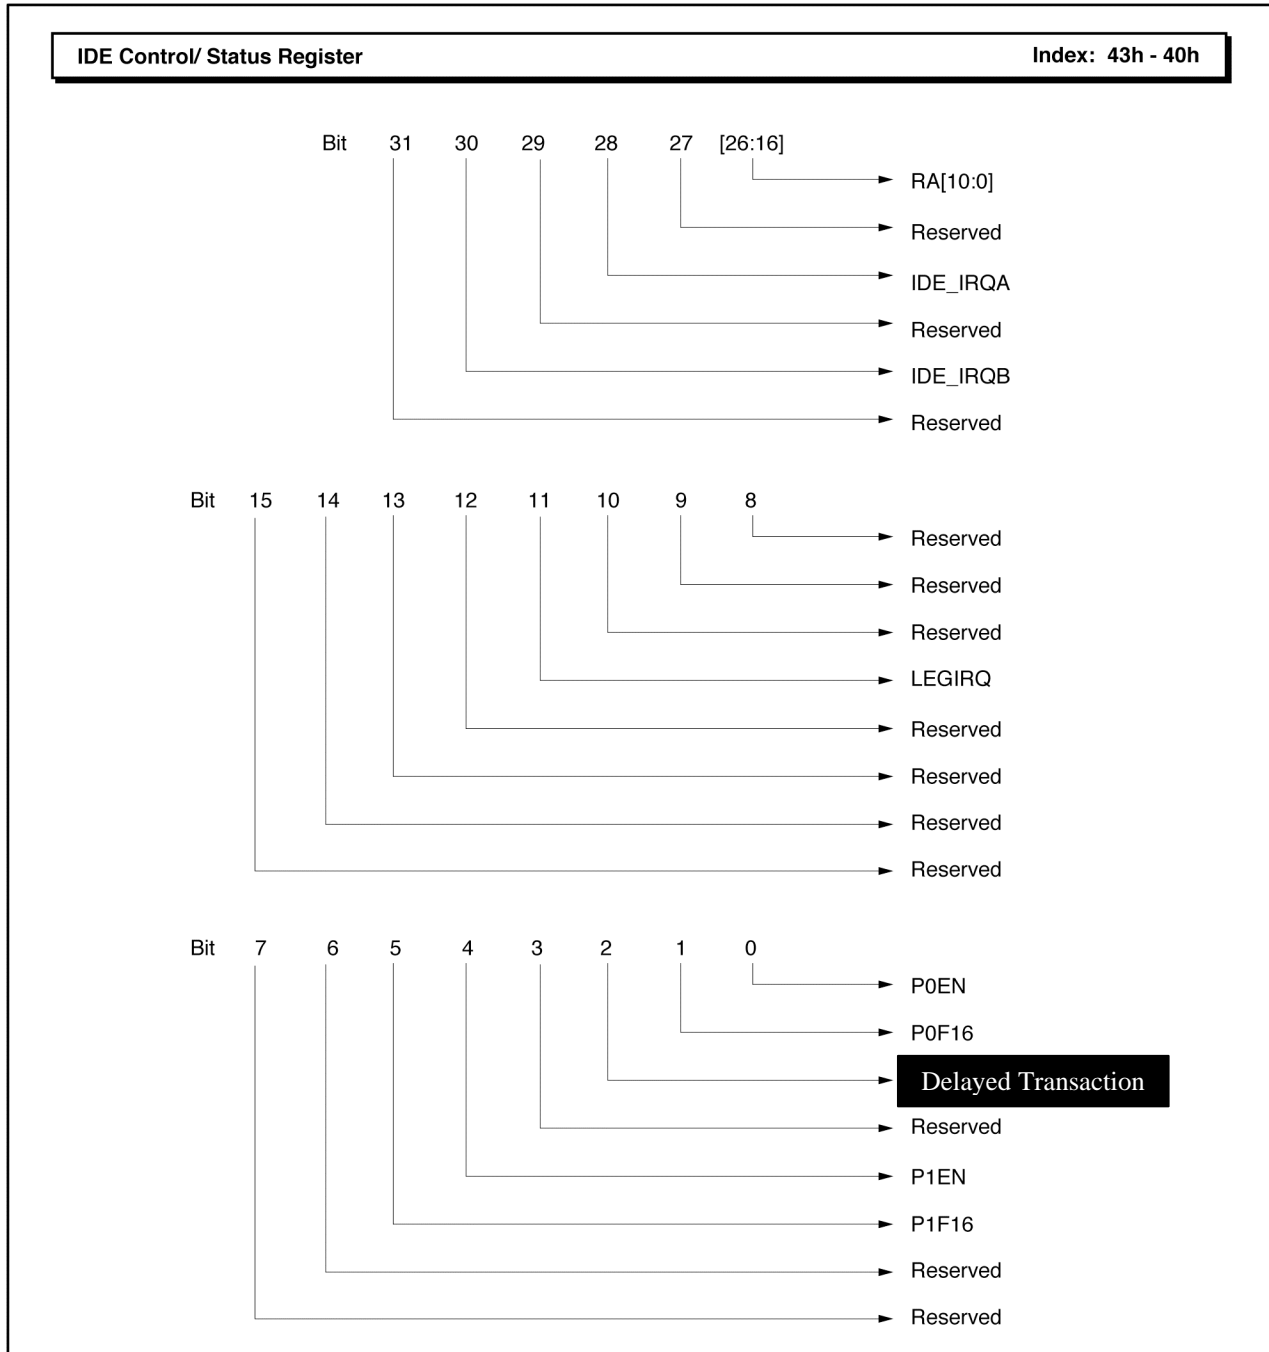 IDE Control/ Status Register Index: 43h - 40h
Bit 31 30 29 28 27 [26:16]
RA[10:0]
Reserved
IDE_IRQA
Reserved
IDE_IRQB
Reserved
Bit 15 14 13 12 11 10 9 8
Reserved
Reserved
Reserved
LEGIRQ
Reserved
Reserved
Reserved
Reserved
Bit 7 6 5 4 3 2 1 0
P0EN
P0F16
Delayed Transaction
Reserved
P1EN
P1F16
Reserved
Reserved